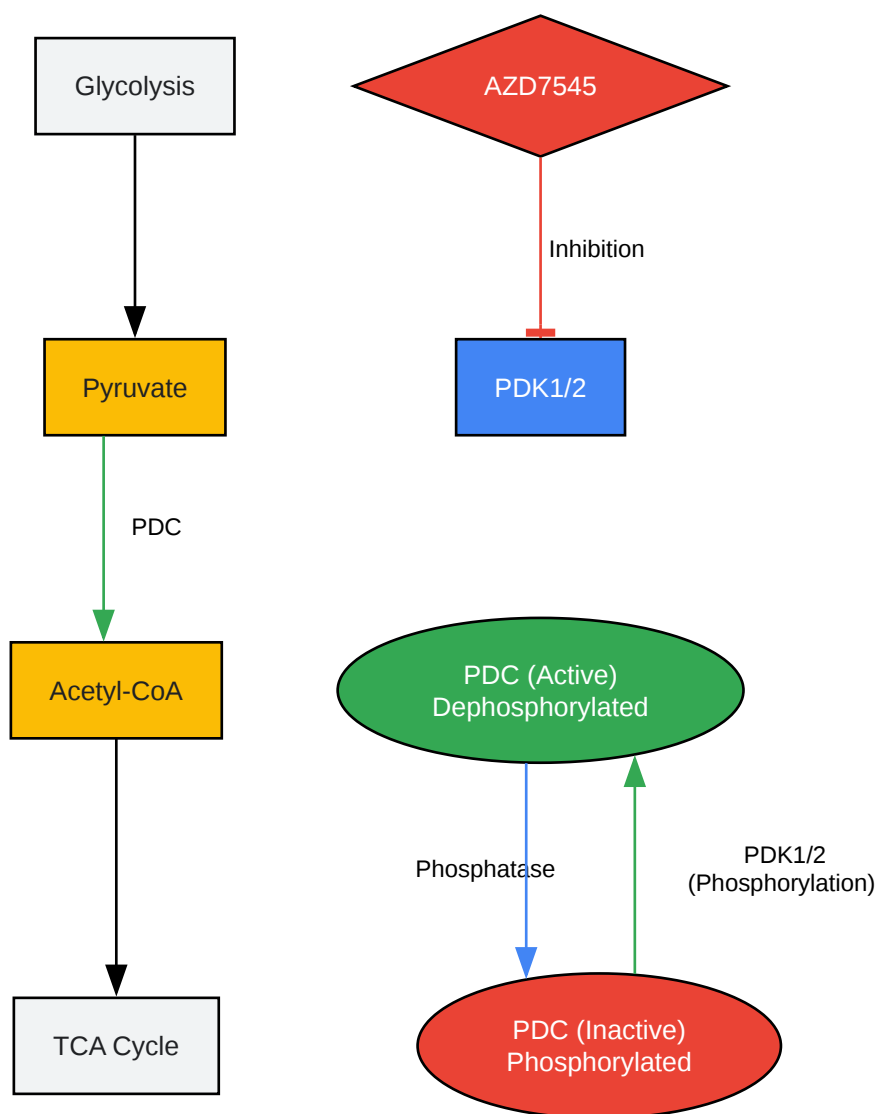 Glycolysis
AZD7545
Inhibition
Pyruvate
PDK1/2
PDC
Acetyl-CoA
PDC (Active)
Dephosphorylated
Phosphatase
PDK1/2
(Phosphorylation)
TCA Cycle
PDC (Inactive)
Phosphorylated